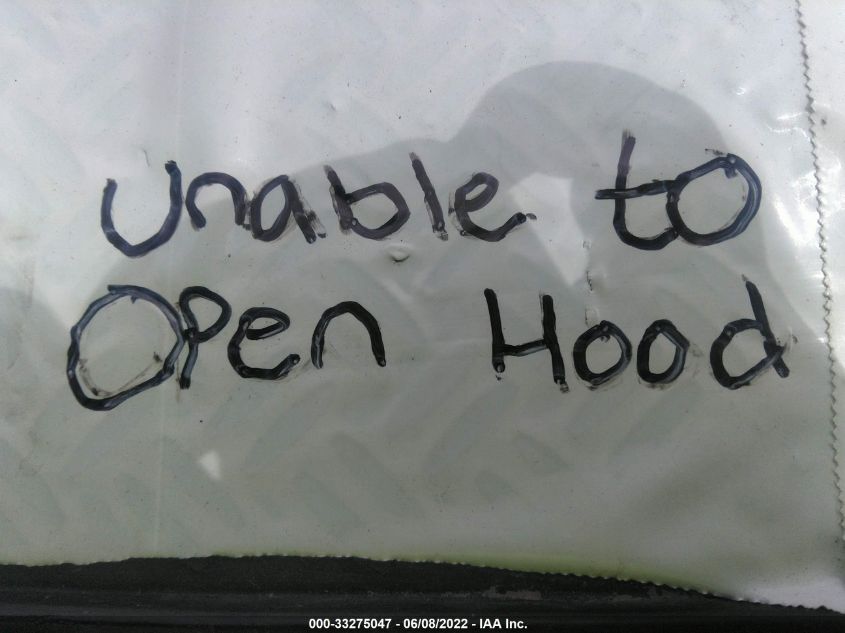 Unable to
Open Hood
000-33275047 - 06/08/2022 - IAA Inc.